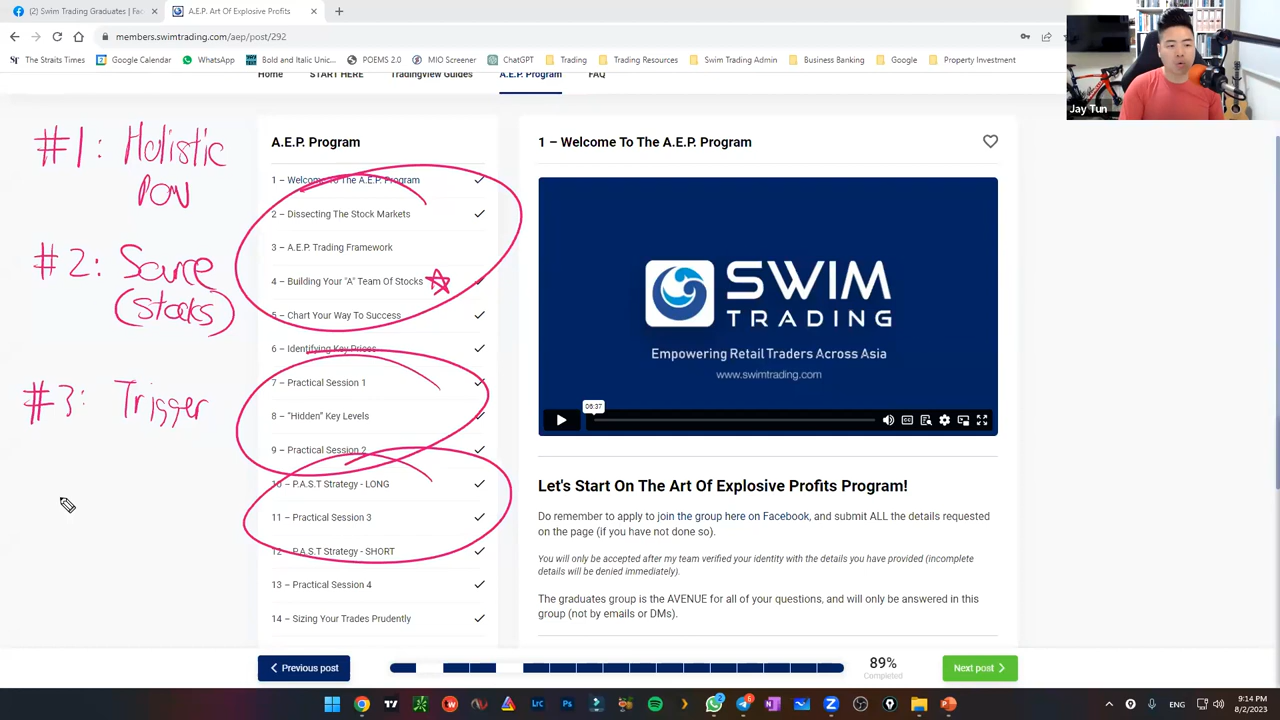 (2) Swim Trading Graduates | Fac
A.E.P. Art Of Explosive Profits
members.swimtrading.com/aep/post/292
The Straits Times
Google Calendar
WhatsApp
Bold and Italic Unic...
POEMS 2.0
MIO Screener
ChatGPT
Trading
Trading Resources
Swim Trading Admin
Business Banking
Google
Property Investment
Jay Tun
Home
START HERE
TradingView Guides
A.E.P. Program
FAQ
#1: Holistic
POV
#2: Source
(stocks)
#3: Trigger
A.E.P. Program
1 – Welcome To The A.E.P. Program
2 – Dissecting The Stock Markets
3 – A.E.P. Trading Framework
4 – Building Your "A" Team Of Stocks
5 – Chart Your Way To Success
6 – Identifying Key Prices
7 – Practical Session 1
8 – "Hidden" Key Levels
9 – Practical Session 2
10 – P.A.S.T Strategy - LONG
11 – Practical Session 3
12 – P.A.S.T Strategy - SHORT
13 – Practical Session 4
14 – Sizing Your Trades Prudently
1 – Welcome To The A.E.P. Program
SWIM
TRADING
Empowering Retail Traders Across Asia
www.swimtrading.com
06:37
CC
Let's Start On The Art Of Explosive Profits Program!
Do remember to apply to join the group here on Facebook, and submit ALL the details requested
on the page (if you have not done so).
You will only be accepted after my team verified your identity with the details you have provided (incomplete
details will be denied immediately).
The graduates group is the AVENUE for all of your questions, and will only be answered in this
group (not by emails or DMs).
Previous post
89%
Completed
Next post
ENG
9:14 PM
8/2/2023